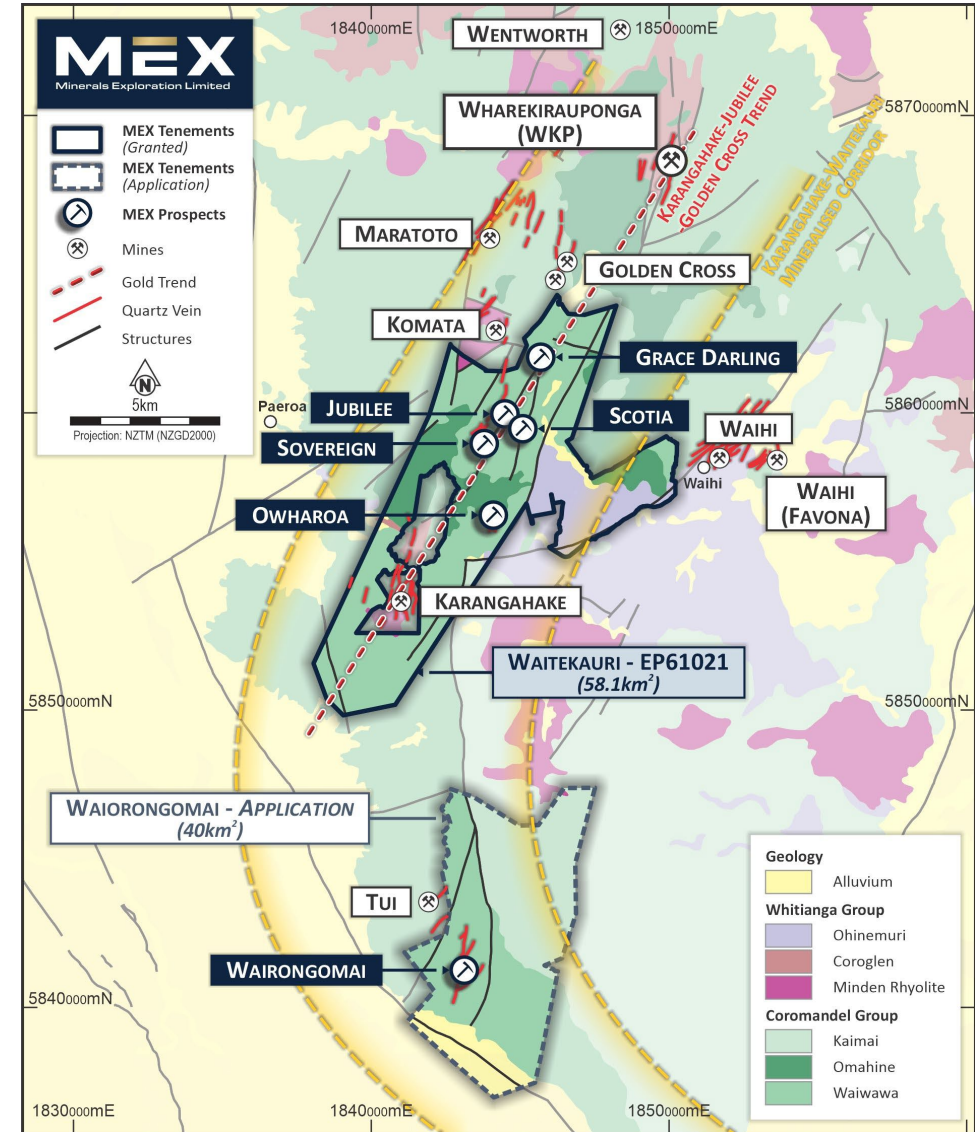 1840000mE
1850000mE
WENTWORTH
MEX
Minerals Exploration Limited
MEX Tenements
(Granted)
MEX Tenements
(Application)
MEX Prospects
Mines
Gold Trend
Quartz Vein
Structures
N
5km
Projection: NZTM (NZGD2000)
WHAREKIRAUPONGA
(WKP)
KARANGAHAKE-JUBILEE
-GOLDEN CROSS TREND
5870000mN
KARANGAHAKE-WAITEKAURI
MINERALISED CORRIDOR
MARATOTO
GOLDEN CROSS
KOMATA
GRACE DARLING
Paeroa
JUBILEE
SCOTIA
5860000mN
SOVEREIGN
WAIHI
Waihi
WAIHI
(FAVONA)
OWHAROA
KARANGAHAKE
WAITEKAURI - EP61021
(58.1km²)
5850000mN
5850000mN
WAIORONGOMAI - APPLICATION
(40km²)
TUI
WAIRONGOMAI
5840000mN
Geology
Alluvium
Whitianga Group
Ohinemuri
Coroglen
Minden Rhyolite
Coromandel Group
Kaimai
Omahine
Waiwawa
1830000mE
1840000mE
1850000mE